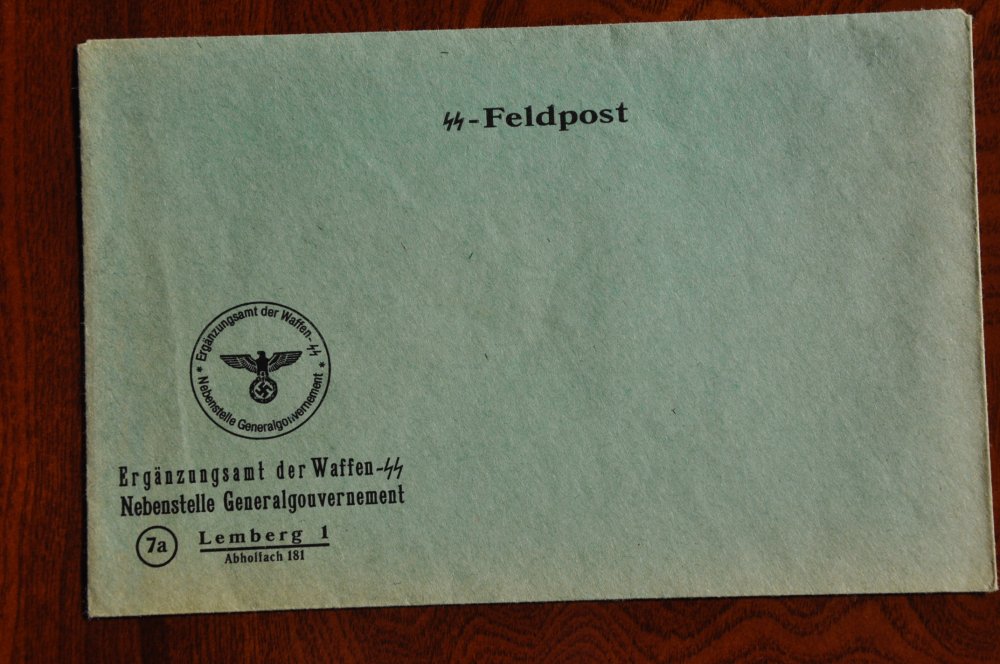 ᛋᛋ-Feldpost
Ergänzungsamt der Waffen-ᛋᛋ
* Nebenstelle Generalgouvernement *
Ergänzungsamt der Waffen-ᛋᛋ
Nebenstelle Generalgouvernement
7a Lemberg 1
Abholfach 181